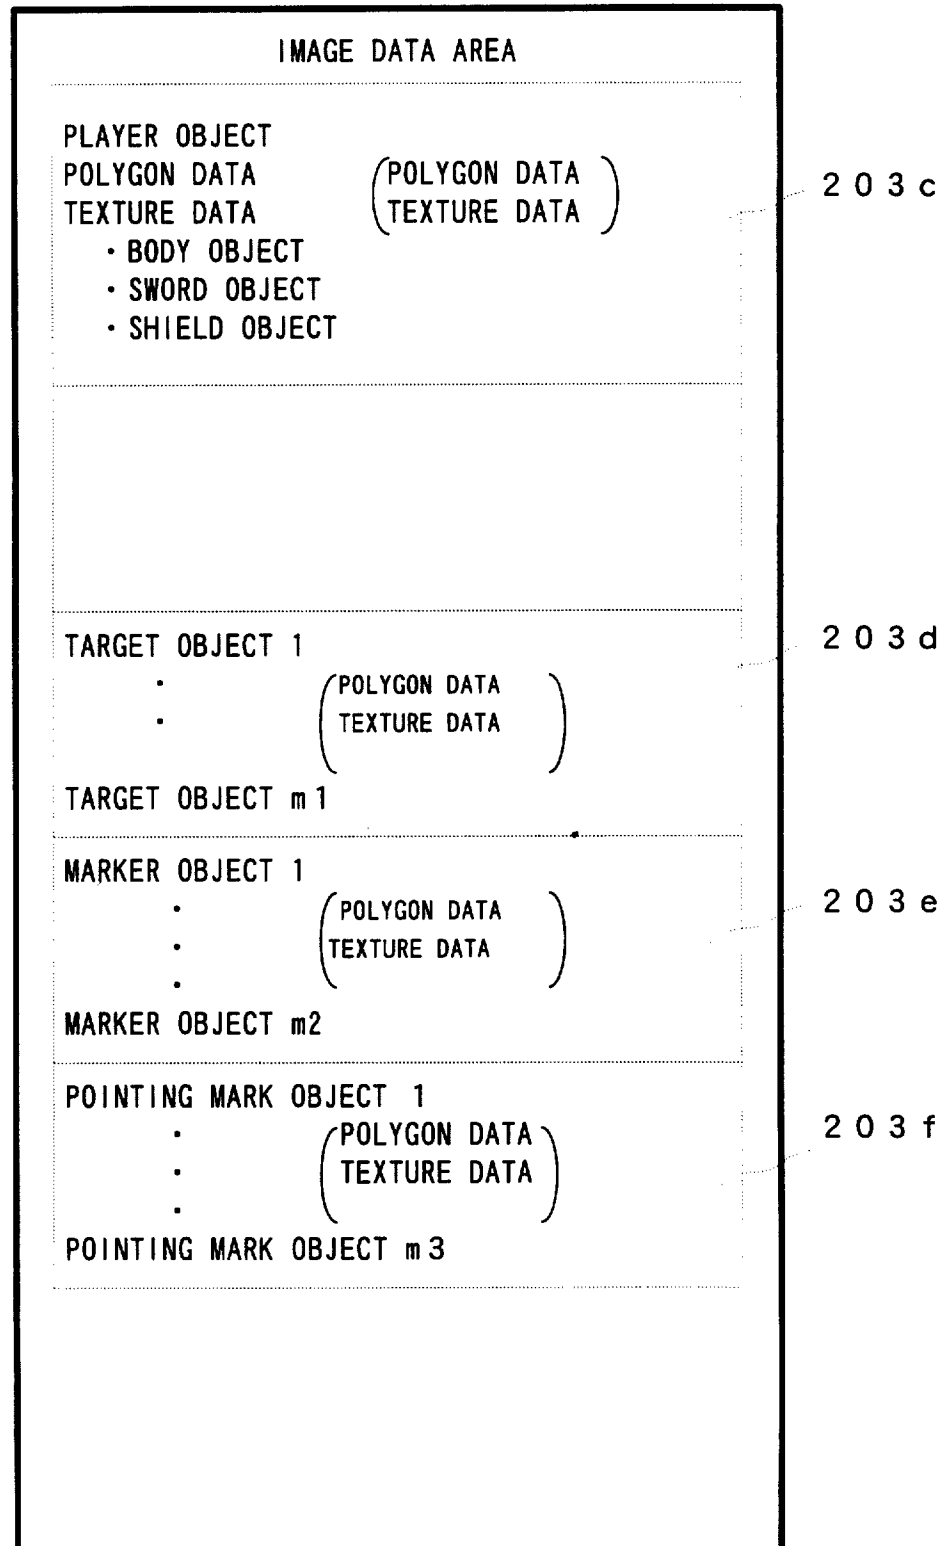 IMAGE DATA AREA
PLAYER OBJECT
POLYGON DATA (POLYGON DATA
TEXTURE DATA TEXTURE DATA) 203c
・BODY OBJECT
・SWORD OBJECT
・SHIELD OBJECT
TARGET OBJECT 1 203d
・ (POLYGON DATA
・ TEXTURE DATA)
TARGET OBJECT m1
MARKER OBJECT 1
・ (POLYGON DATA 203e
・ TEXTURE DATA)
・
MARKER OBJECT m2
POINTING MARK OBJECT 1
・ (POLYGON DATA 203f
・ TEXTURE DATA)
・
POINTING MARK OBJECT m3